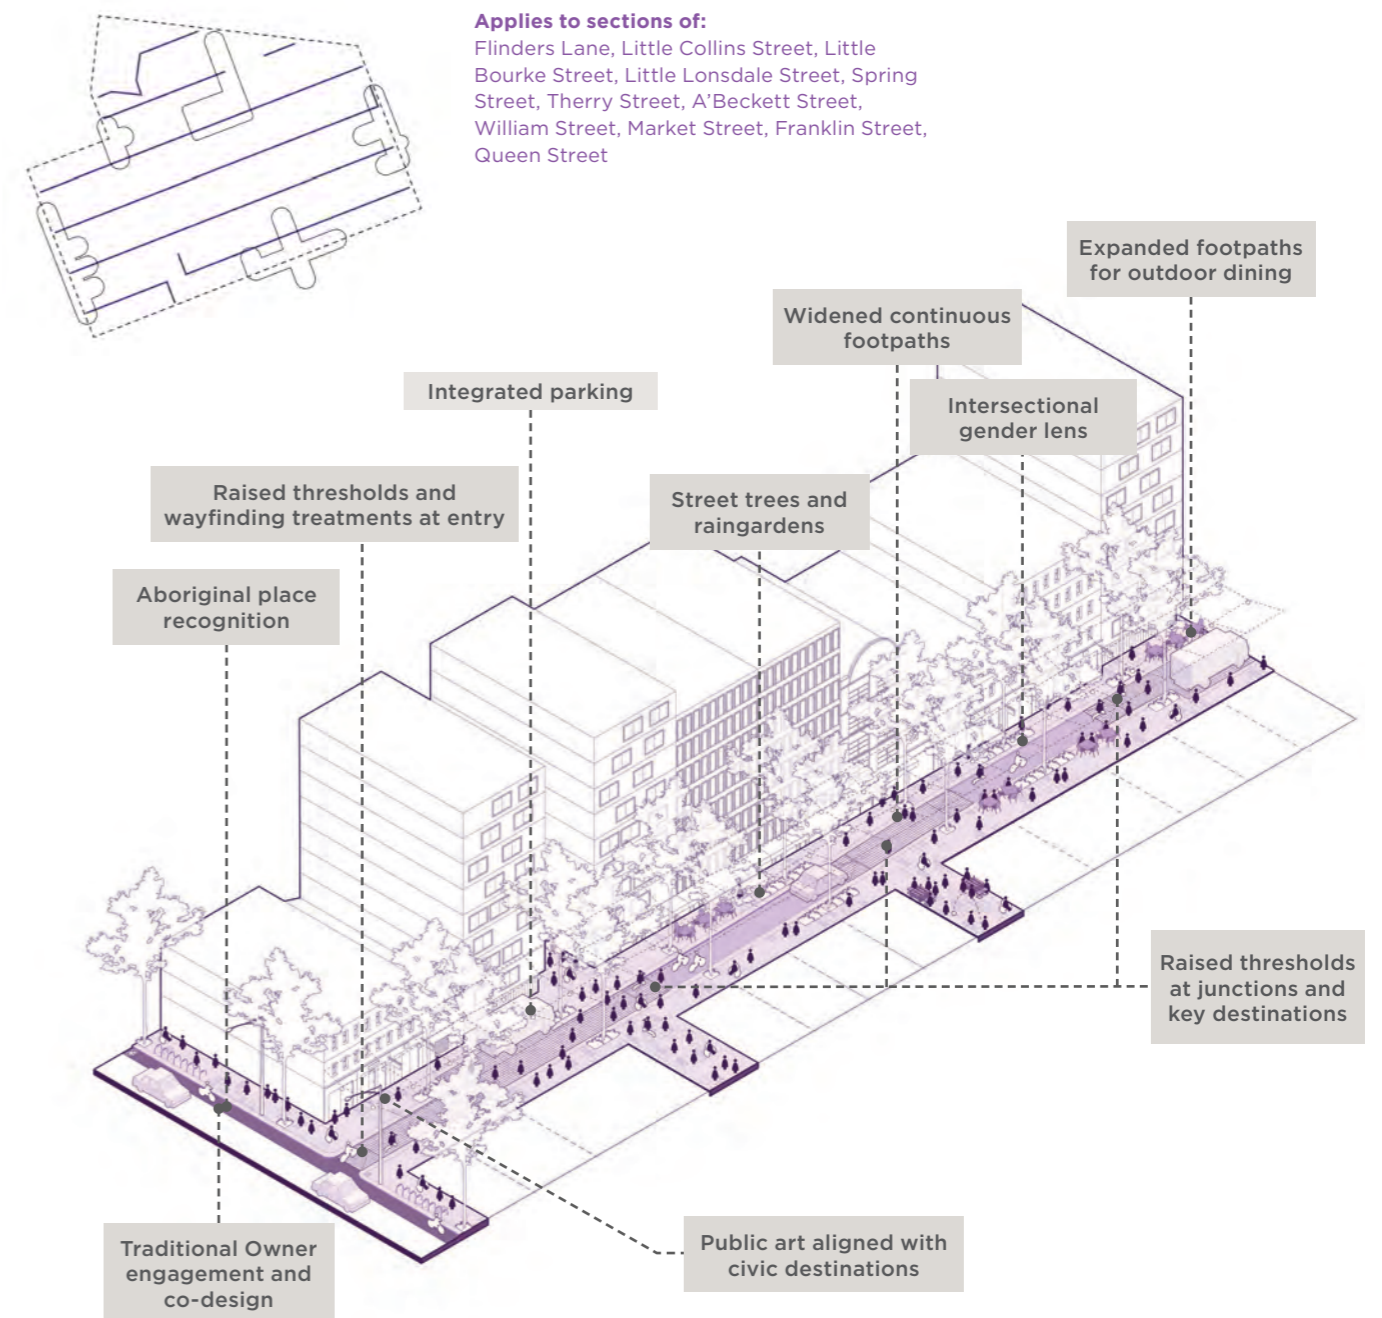 Applies to sections of:
Flinders Lane, Little Collins Street, Little
Bourke Street, Little Lonsdale Street, Spring
Street, Therry Street, A’Beckett Street,
William Street, Market Street, Franklin Street,
Queen Street
Expanded footpaths
for outdoor dining
Widened continuous
footpaths
Integrated parking
Intersectional
gender lens
Raised thresholds and
wayfinding treatments at entry
Street trees and
raingardens
Aboriginal place
recognition
Raised thresholds
at junctions and
key destinations
Traditional Owner
engagement and
co-design
Public art aligned with
civic destinations